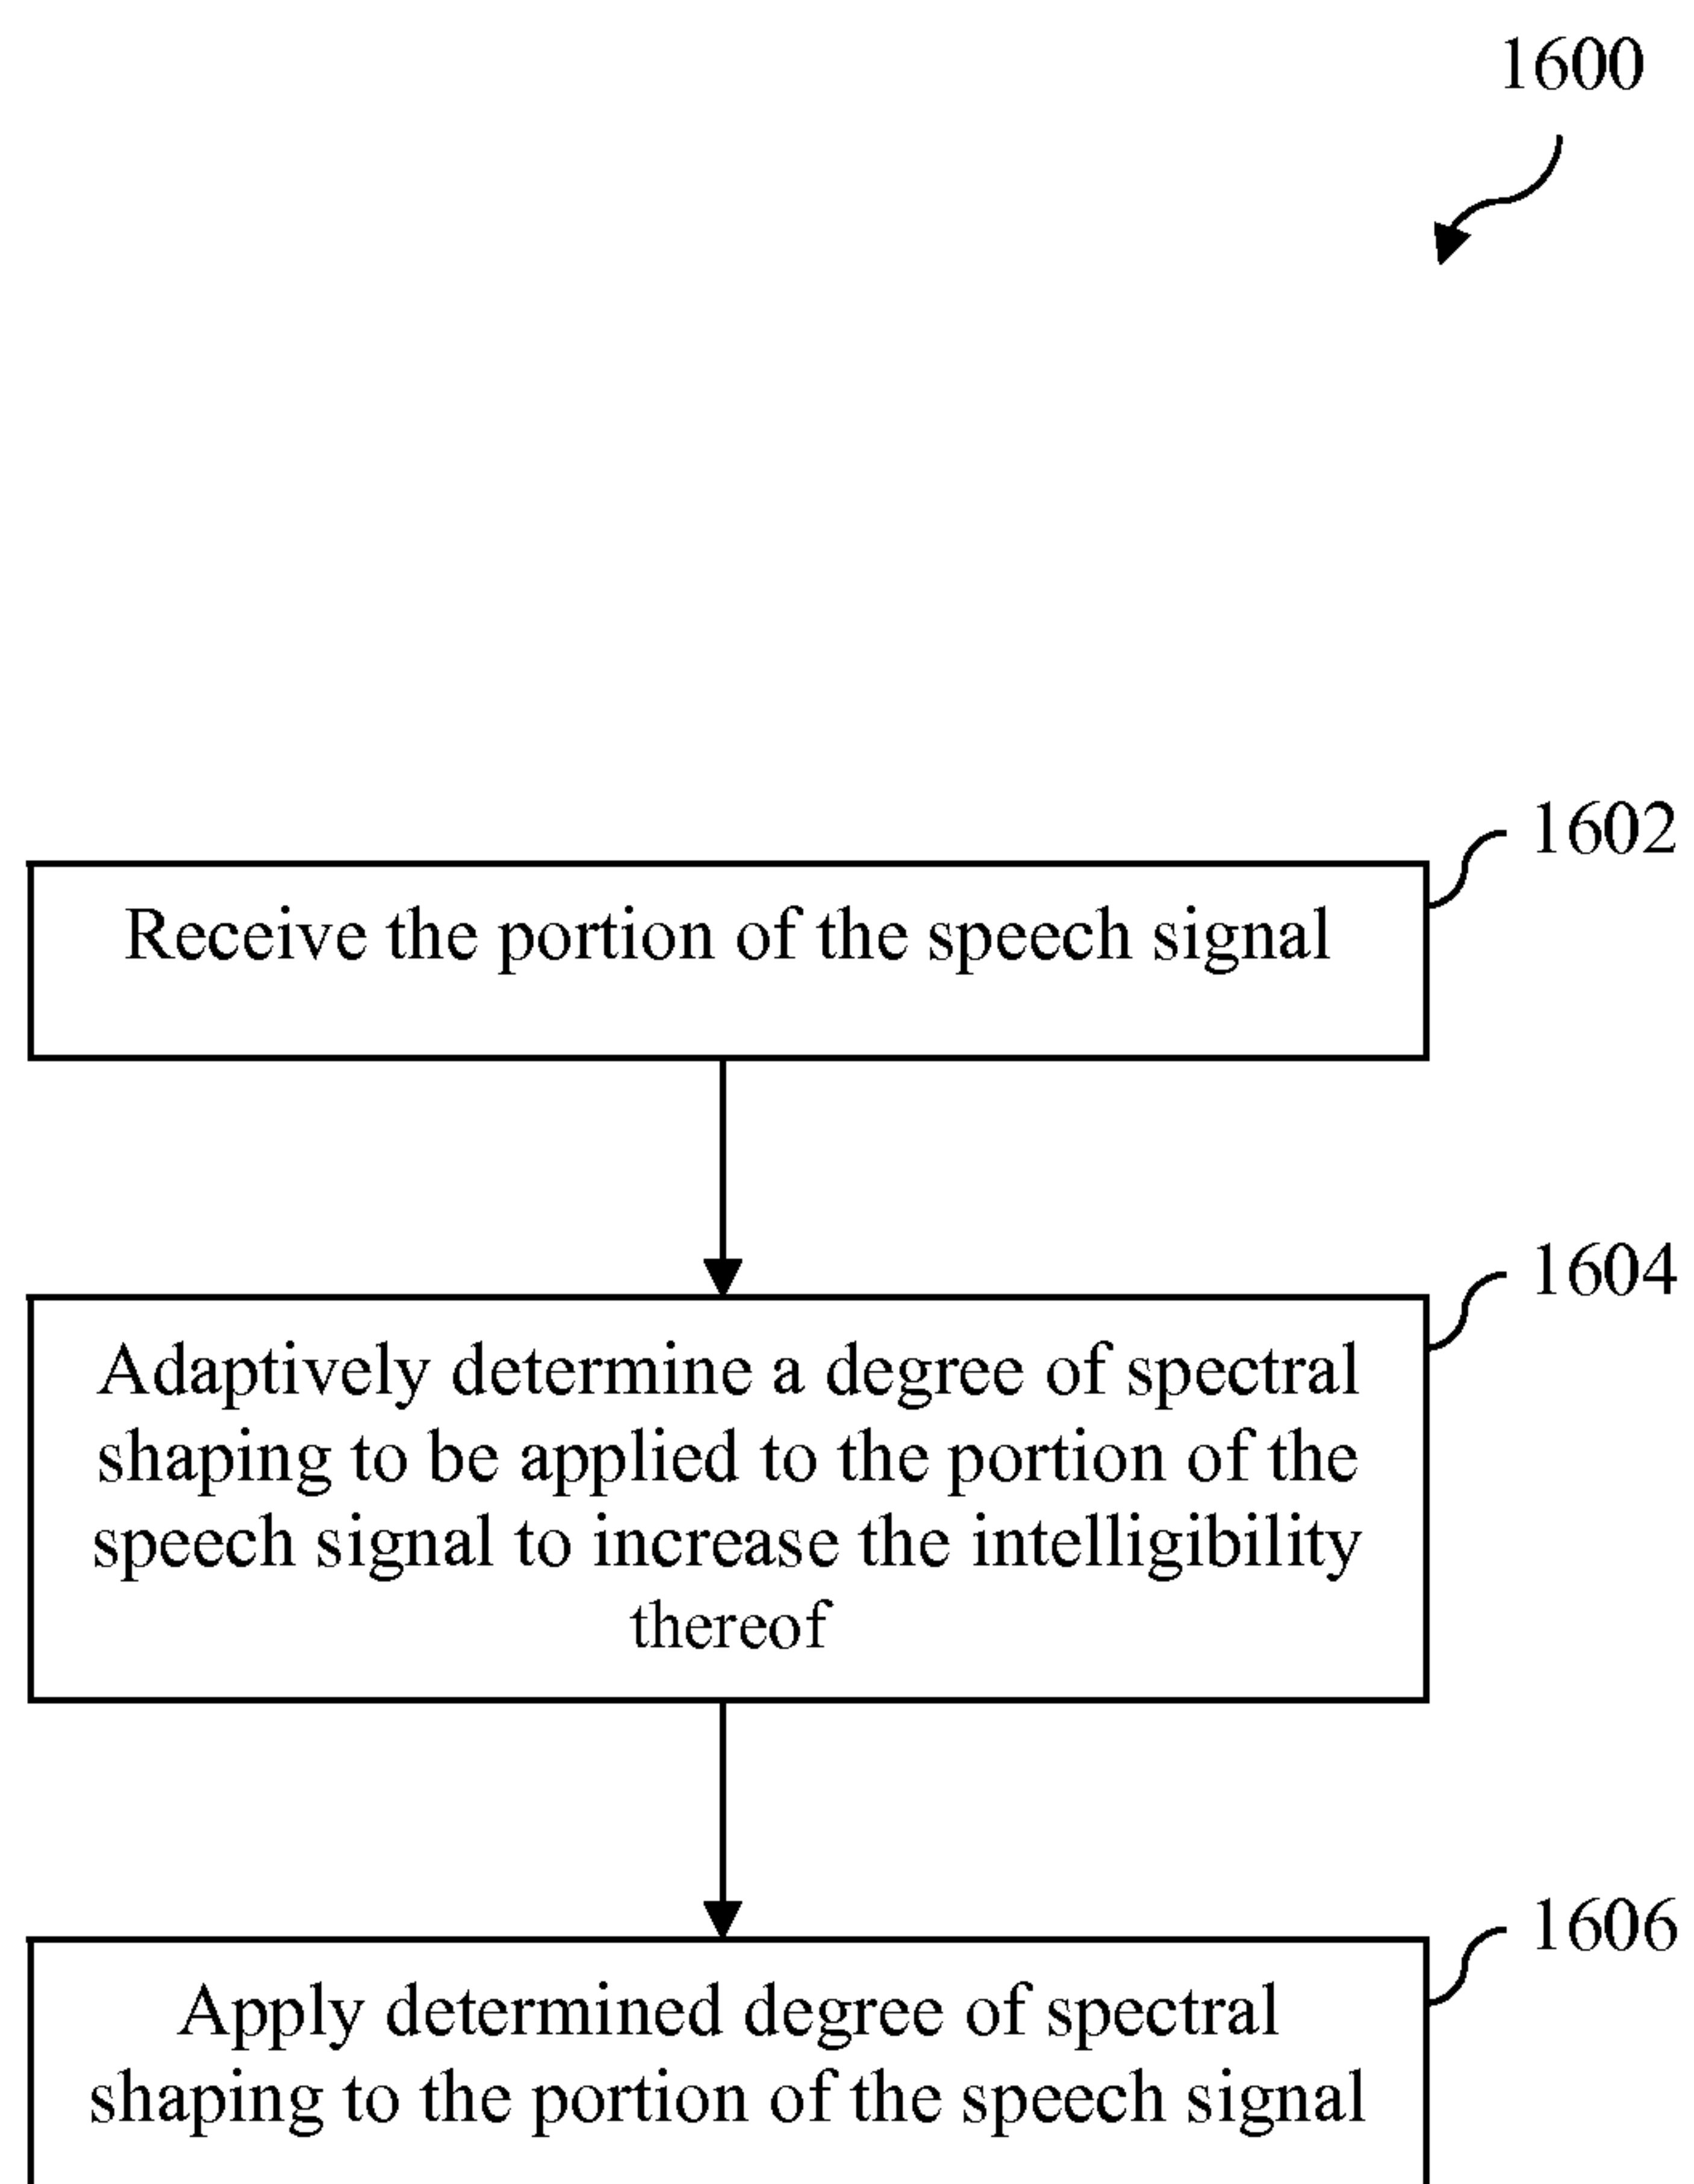 1600
1602
Receive the portion of the speech signal
1604
Adaptively determine a degree of spectral
shaping to be applied to the portion of the
speech signal to increase the intelligibility
thereof
1606
Apply determined degree of spectral
shaping to the portion of the speech signal